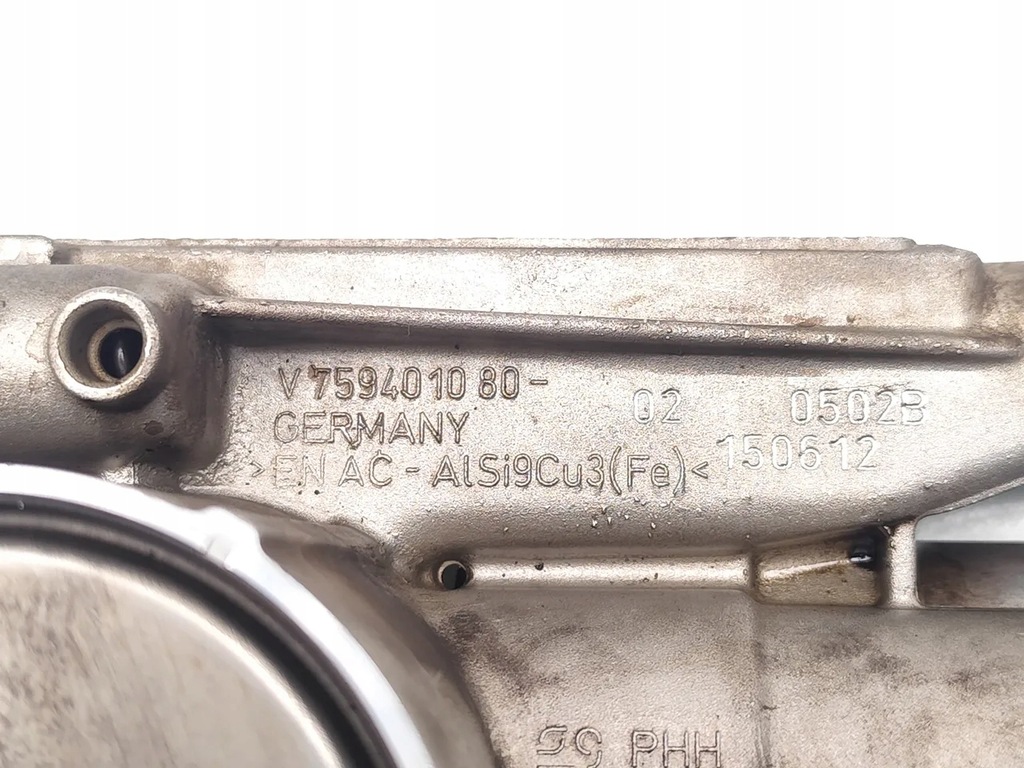 V 7594010 80- 02 0502B
GERMANY 150612
>EN AC - AlSi9Cu3(Fe)<
PHH